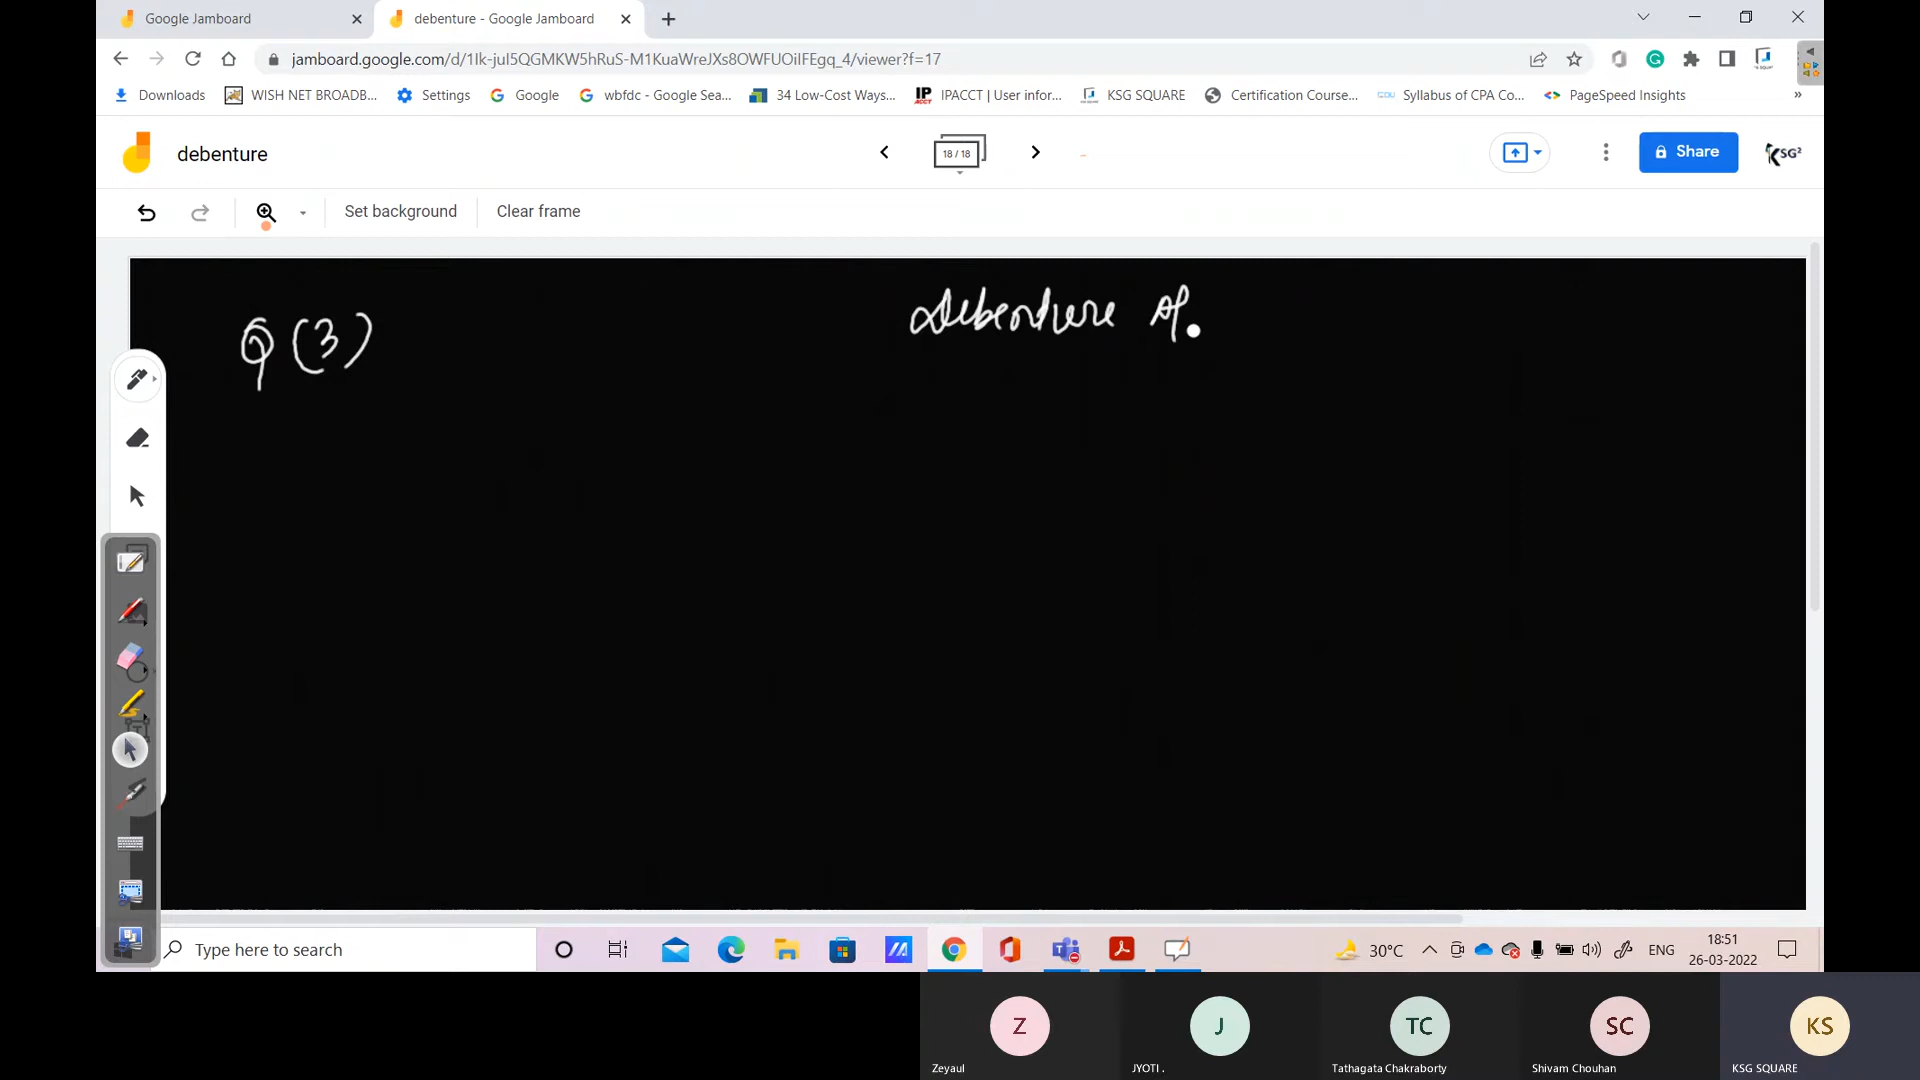 Google Jamboard
debenture - Google Jamboard
jamboard.google.com/d/1Ik-juI5QGMKW5hRuS-M1KuaWreJXs8OWFUOiIFEgq_4/viewer?f=17
Downloads WISH NET BROADB... Settings Google wbfdc - Google Sea... 34 Low-Cost Ways... IPACCT | User infor... KSG SQUARE Certification Course... Syllabus of CPA Co... PageSpeed Insights »
debenture 18 / 18 Share KSG²
Set background Clear frame
Debenture A/
Q (3)
Type here to search 30°C ENG 18:51
26-03-2022
Z J TC SC KS
Zeyaul JYOTI . Tathagata Chakraborty Shivam Chouhan KSG SQUARE